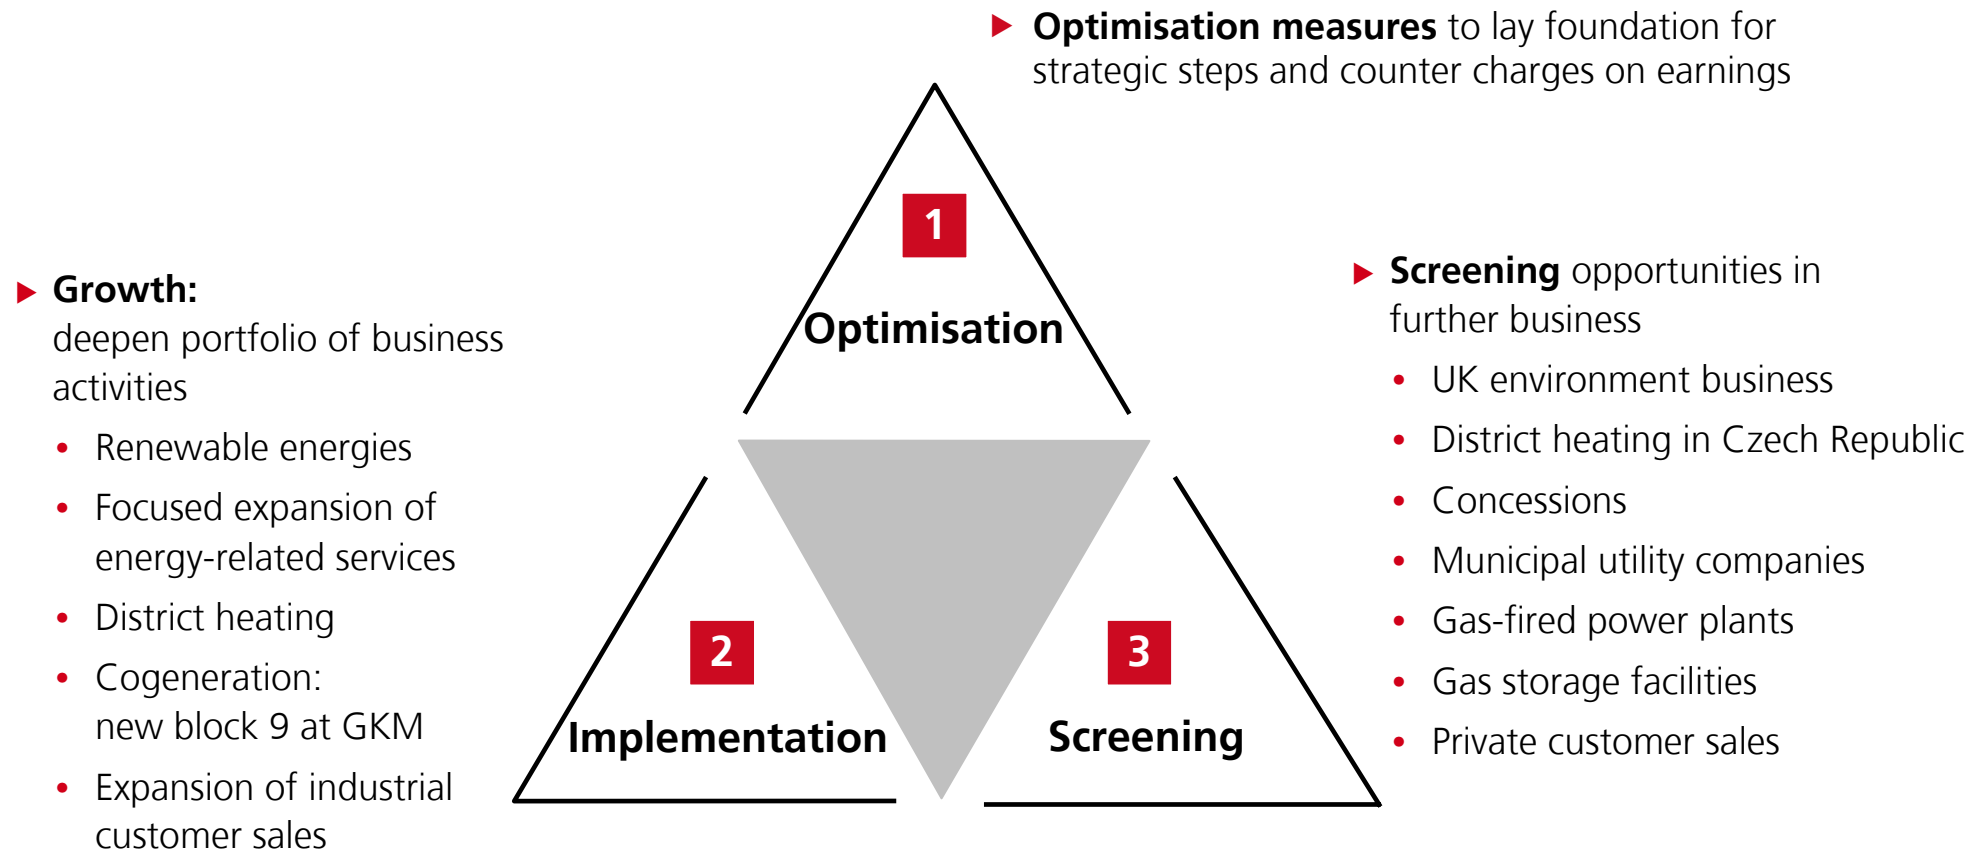 Optimisation measures to lay foundation for
strategic steps and counter charges on earnings
1
Optimisation
Growth:
deepen portfolio of business
activities
• Renewable energies
• Focused expansion of
energy-related services
• District heating
• Cogeneration:
new block 9 at GKM
• Expansion of industrial
customer sales
2
Implementation
3
Screening
Screening opportunities in
further business
• UK environment business
• District heating in Czech Republic
• Concessions
• Municipal utility companies
• Gas-fired power plants
• Gas storage facilities
• Private customer sales